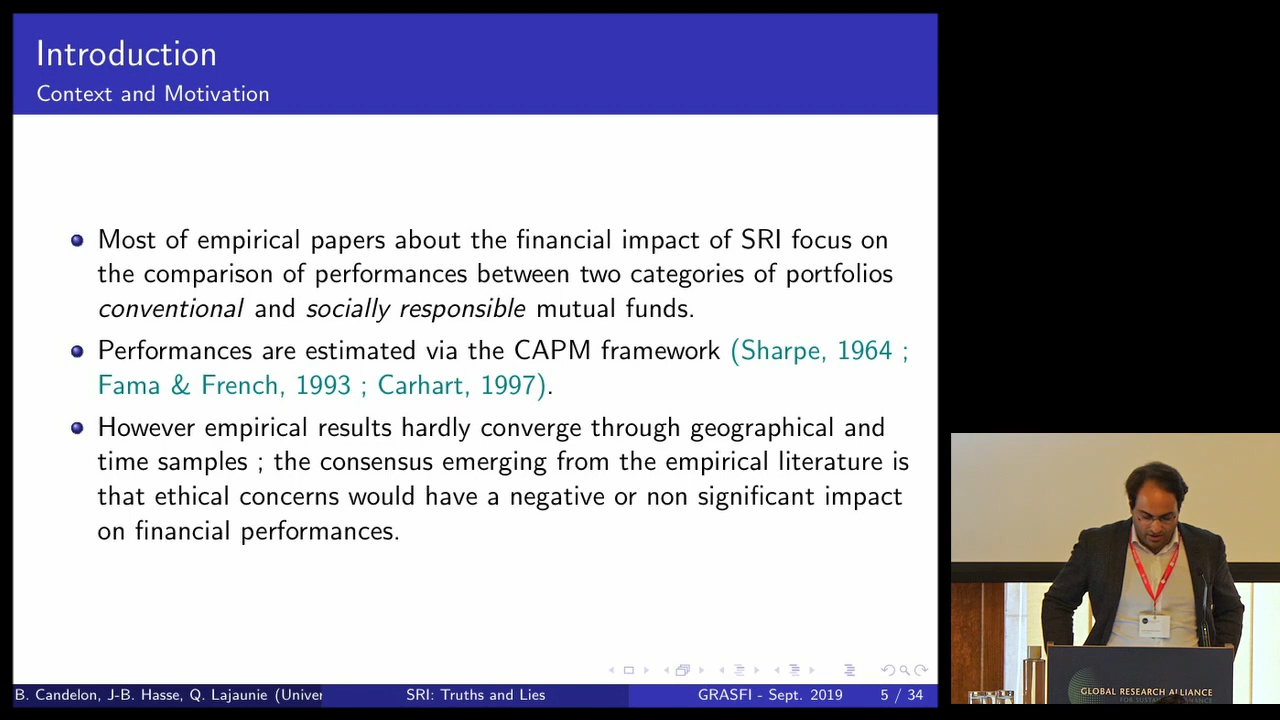 Introduction
Context and Motivation
Most of empirical papers about the financial impact of SRI focus on
the comparison of performances between two categories of portfolios
conventional and socially responsible mutual funds.
Performances are estimated via the CAPM framework (Sharpe, 1964 ;
Fama & French, 1993 ; Carhart, 1997).
However empirical results hardly converge through geographical and
time samples ; the consensus emerging from the empirical literature is
that ethical concerns would have a negative or non significant impact
on financial performances.
B. Candelon, J-B. Hasse, Q. Lajaunie (Univer
SRI: Truths and Lies
GRASFI - Sept. 2019
5 / 34
GLOBAL RESEARCH ALLIANCE